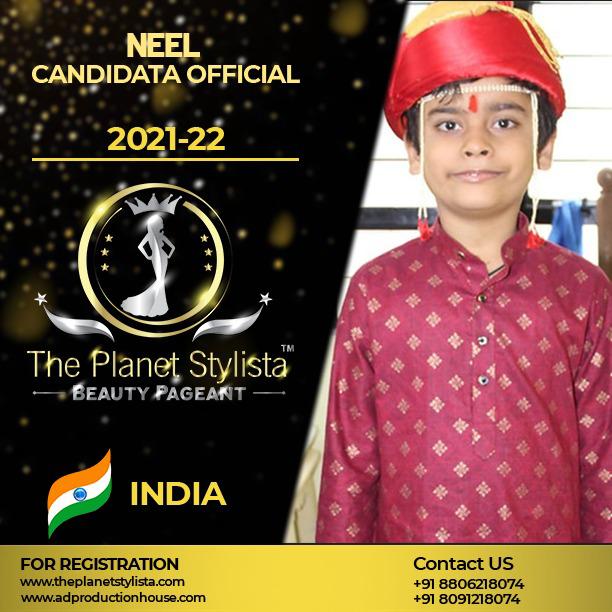 NEEL
CANDIDATA OFFICIAL
2021-22
The Planet Stylista™
BEAUTY PAGEANT
INDIA
FOR REGISTRATION
www.theplanetstylista.com
www.adproductionhouse.com
Contact US
+91 8806218074
+91 8091218074